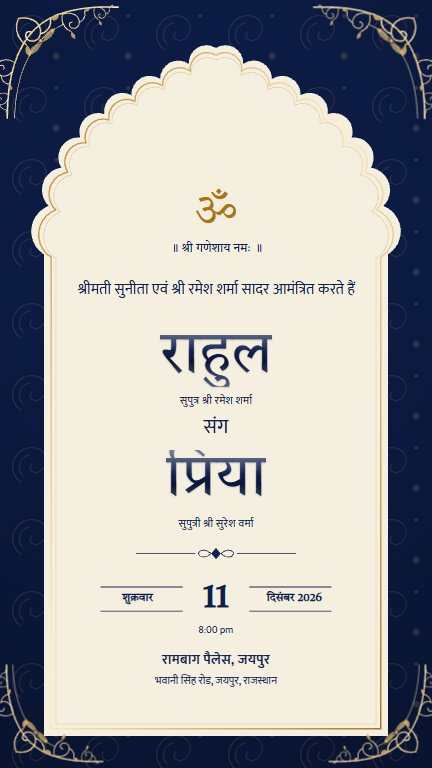 ॐ
॥ श्री गणेशाय नमः ॥
श्रीमती सुनीता एवं श्री रमेश शर्मा सादर आमंत्रित करते हैं
राहुल
सुपुत्र श्री रमेश शर्मा
संग
प्रिया
सुपुत्री श्री सुरेश वर्मा
शुक्रवार 11 दिसंबर 2026
8:00 pm
रामबाग पैलेस, जयपुर
भवानी सिंह रोड, जयपुर, राजस्थान